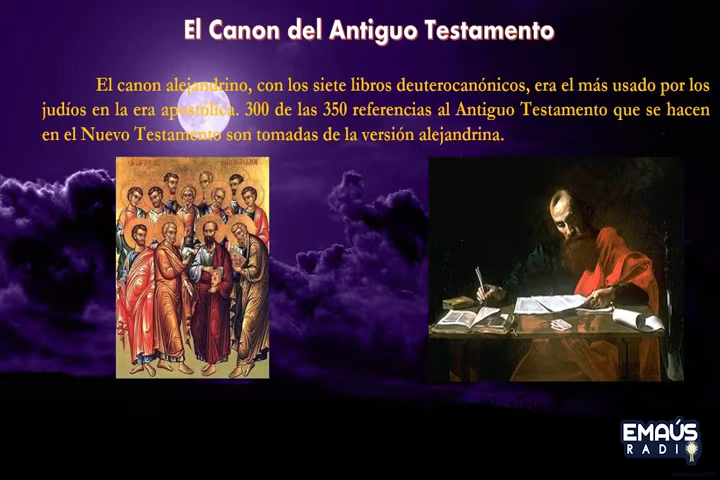 El Canon del Antiguo Testamento
El canon alejandrino, con los siete libros deuterocanónicos, era el más usado por los
judíos en la era apostólica. 300 de las 350 referencias al Antiguo Testamento que se hacen
en el Nuevo Testamento son tomadas de la versión alejandrina.
EMAÚS
RADI